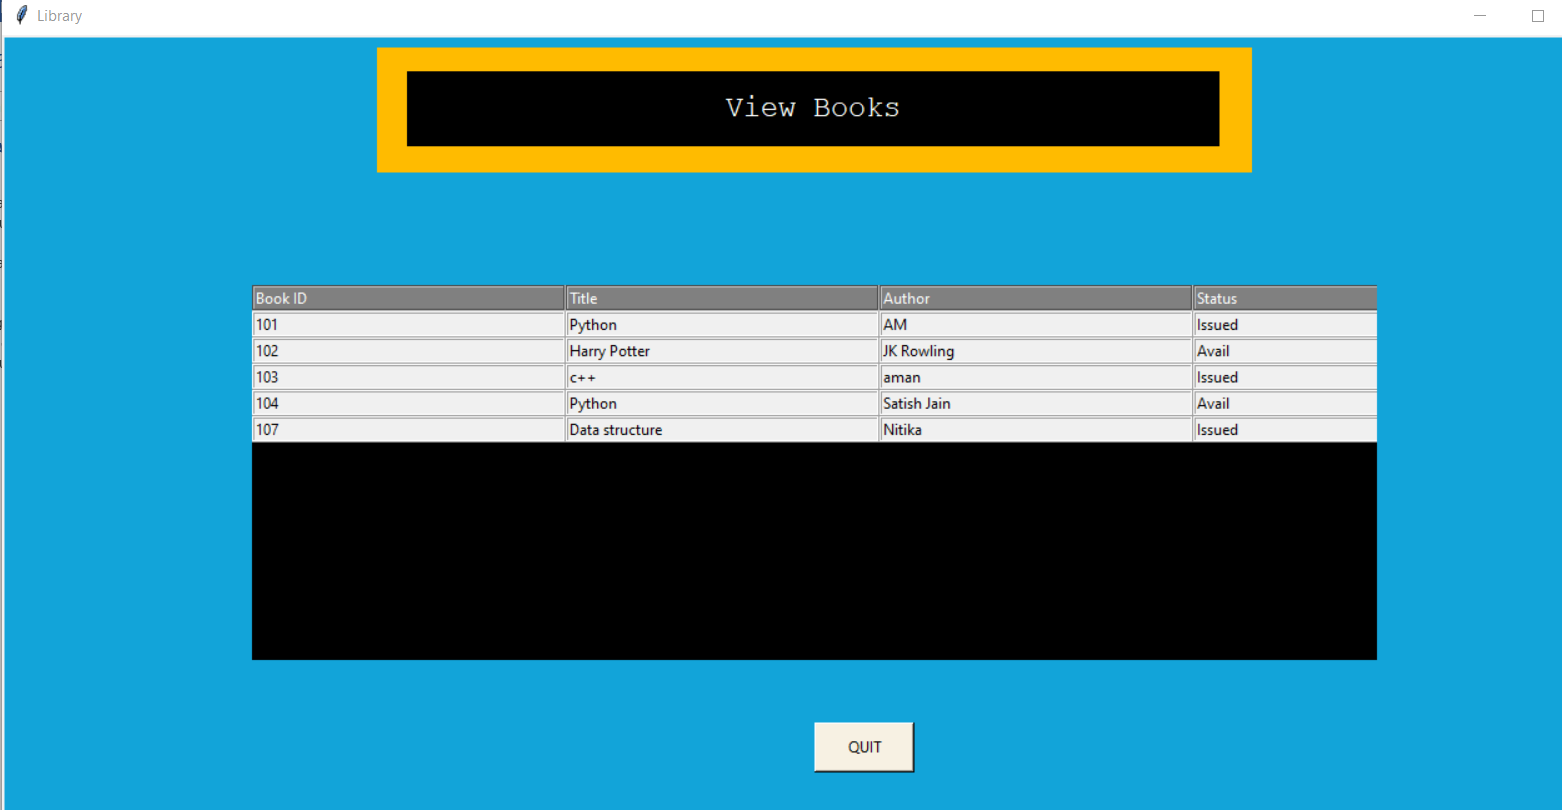 Library
View Books
Book ID Title Author Status
101 Python AM Issued
102 Harry Potter JK Rowling Avail
103 c++ aman Issued
104 Python Satish Jain Avail
107 Data structure Nitika Issued
QUIT